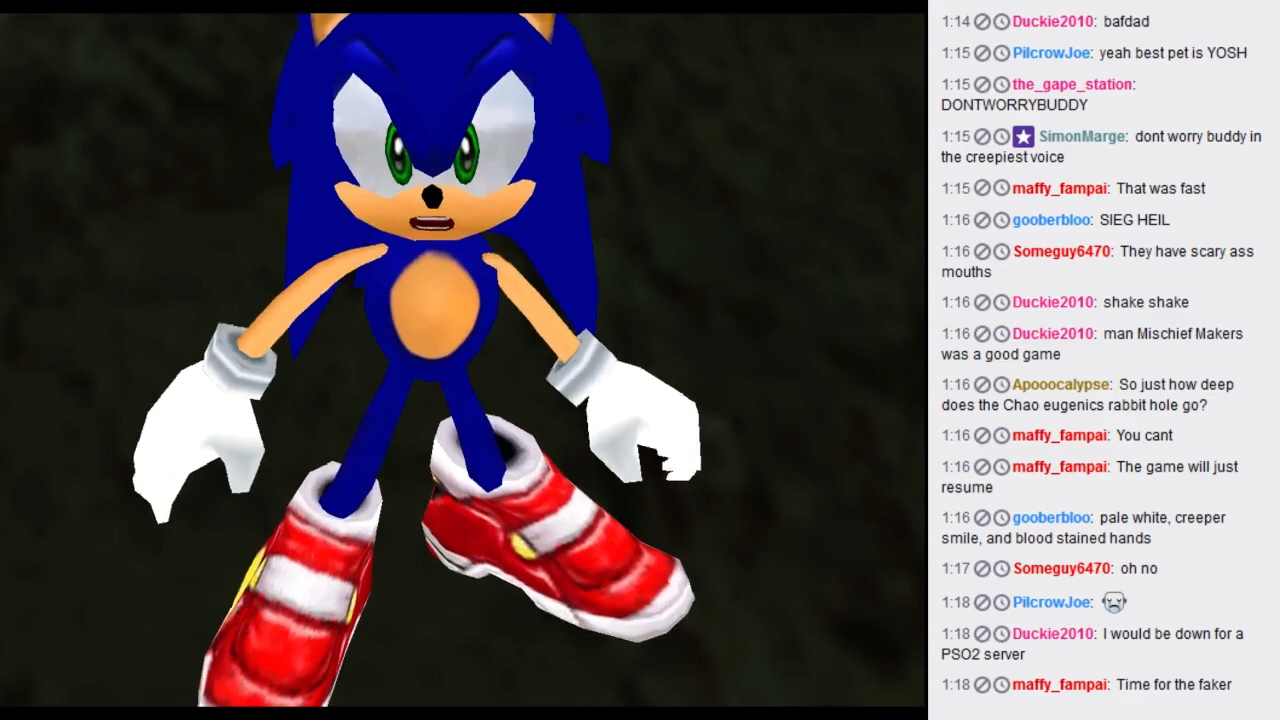 1:14 Duckie2010: bafdad
1:15 PilcrowJoe: yeah best pet is YOSH
1:15 the_gape_station:
DONTWORRYBUDDY
1:15 SimonMarge: dont worry buddy in
the creepiest voice
1:15 maffy_fampai: That was fast
1:16 gooberbloo: SIEG HEIL
1:16 Someguy6470: They have scary ass
mouths
1:16 Duckie2010: shake shake
1:16 Duckie2010: man Mischief Makers
was a good game
1:16 Apooocalypse: So just how deep
does the Chao eugenics rabbit hole go?
1:16 maffy_fampai: You cant
1:16 maffy_fampai: The game will just
resume
1:16 gooberbloo: pale white, creeper
smile, and blood stained hands
1:17 Someguy6470: oh no
1:18 PilcrowJoe:
1:18 Duckie2010: I would be down for a
PSO2 server
1:18 maffy_fampai: Time for the faker